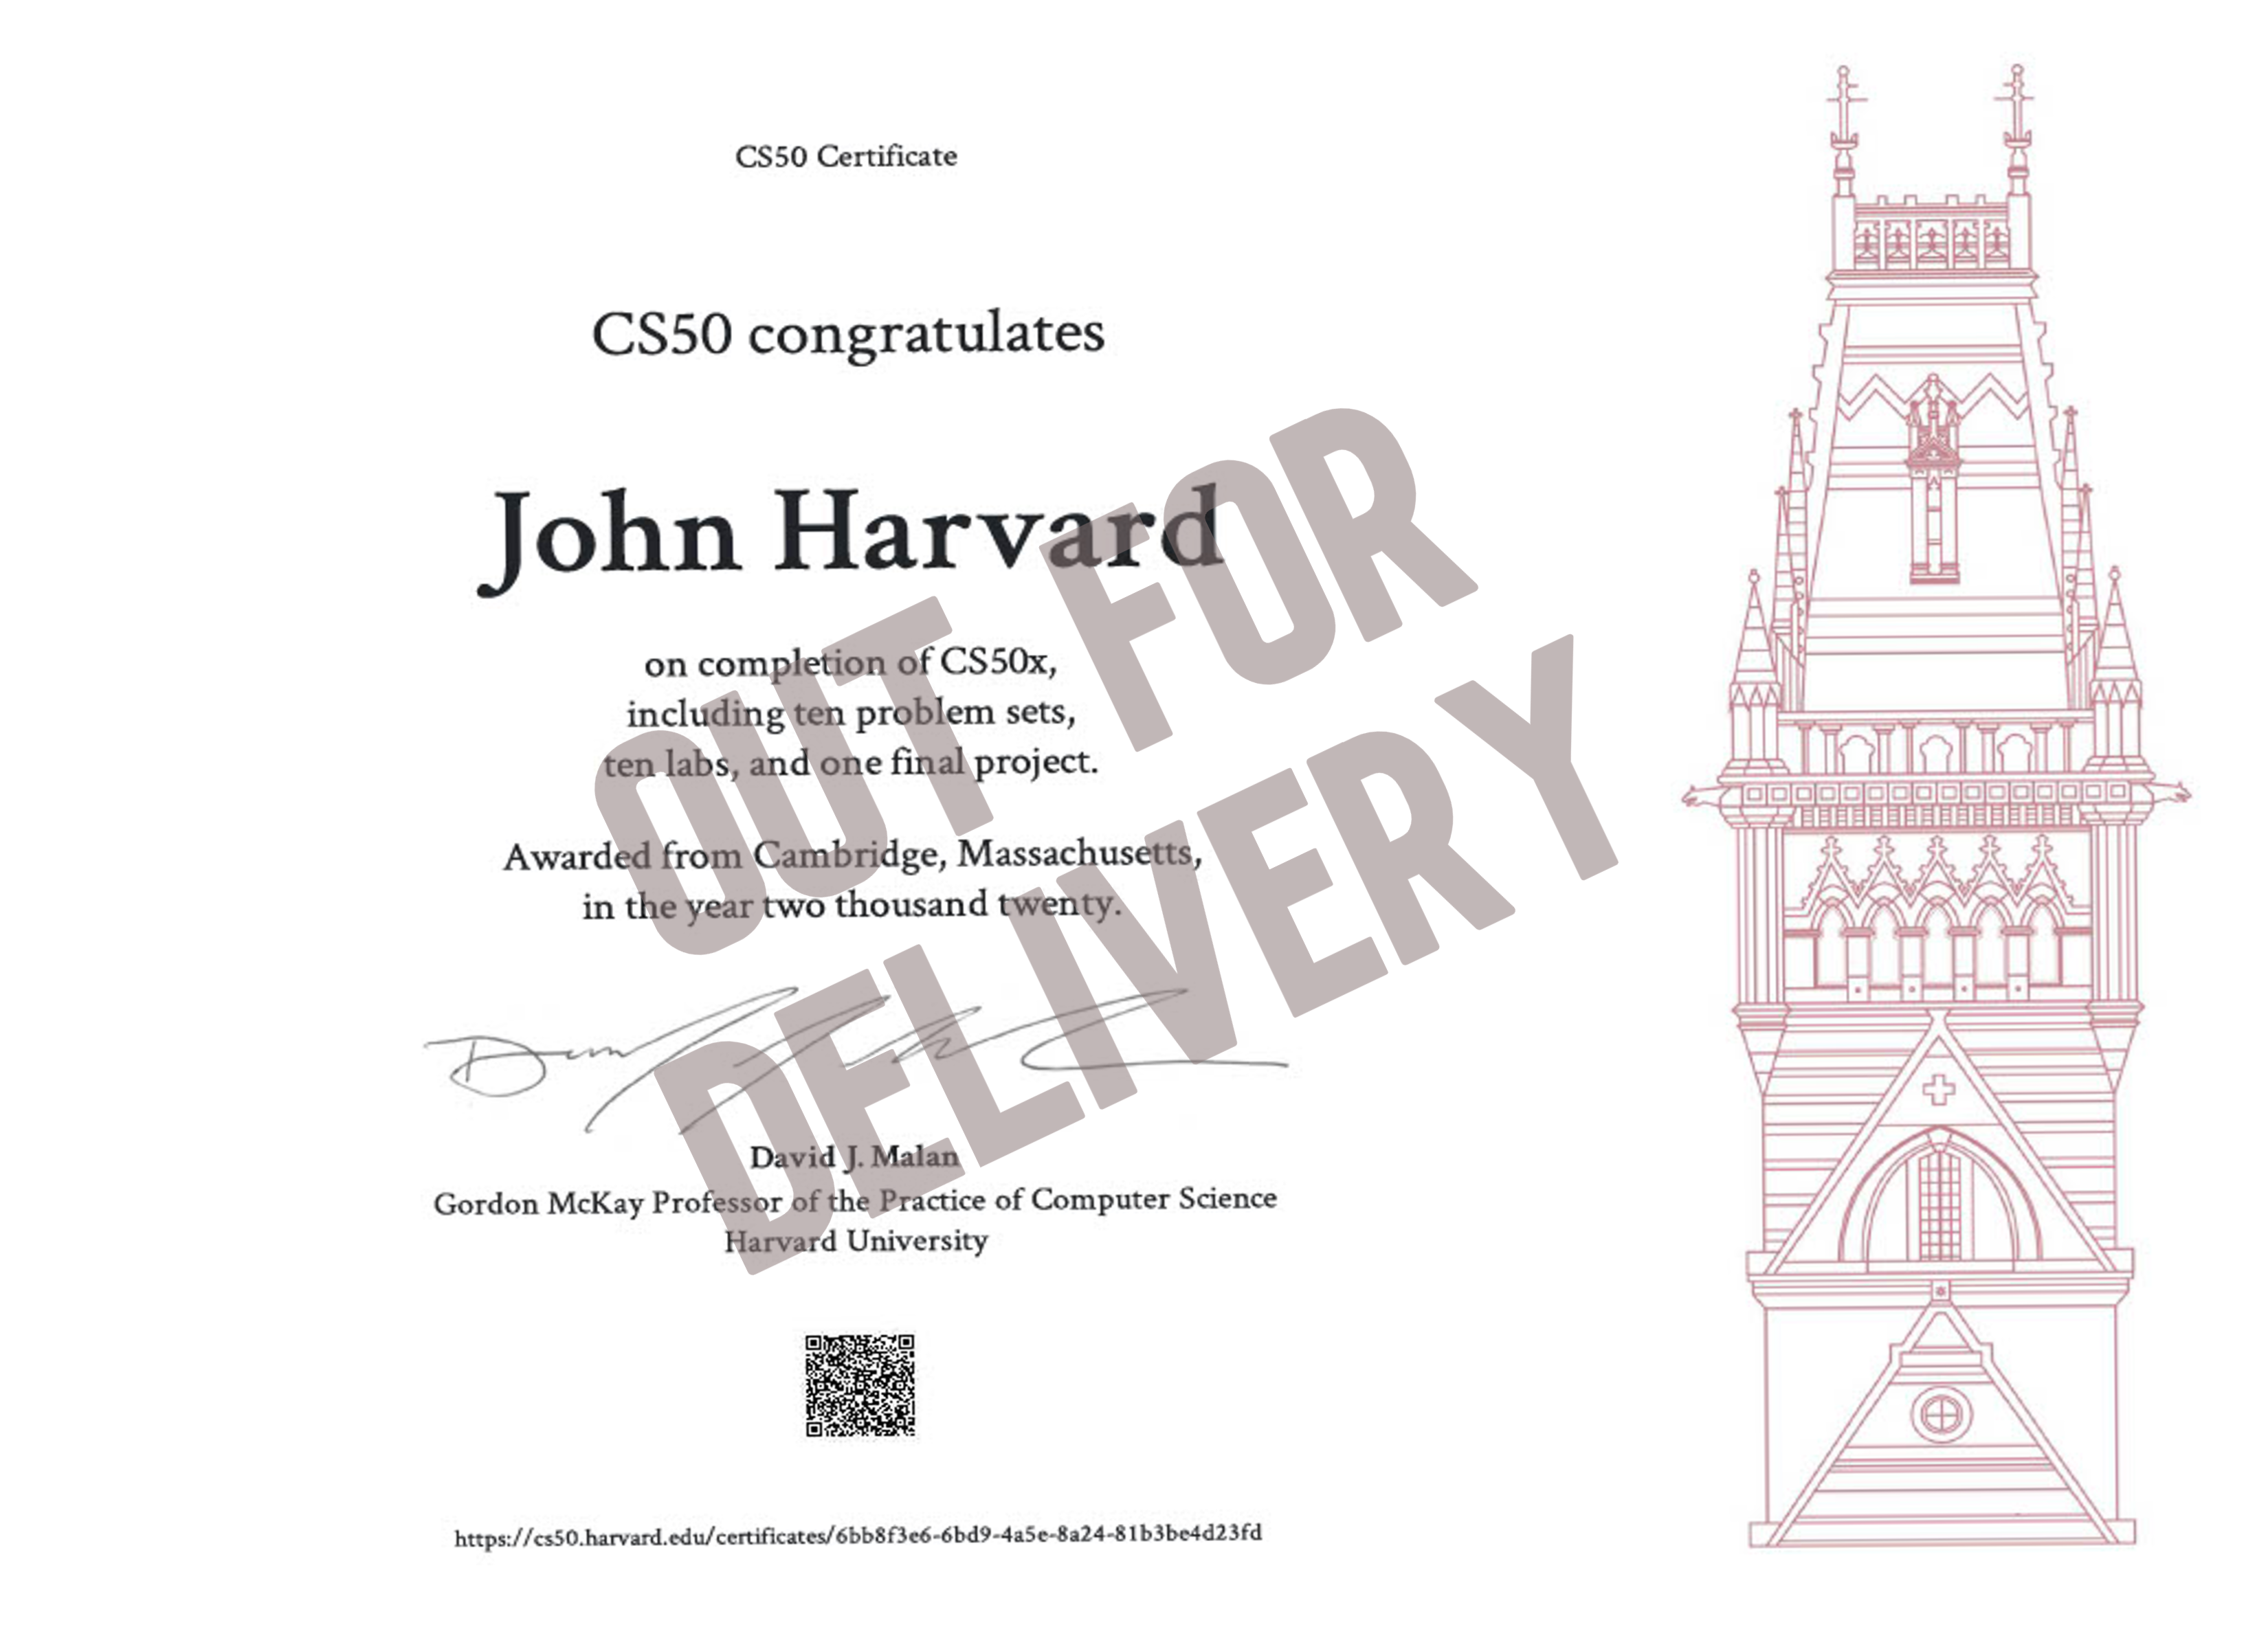 CS50 Certificate
CS50 congratulates
John Harvard
on completion of CS50x,
including ten problem sets,
ten labs, and one final project.
Awarded from Cambridge, Massachusetts,
in the year two thousand twenty.
David J. Malan
Gordon McKay Professor of the Practice of Computer Science
Harvard University
https://cs50.harvard.edu/certificates/6bb8f3e6-6bd9-4a5e-8a24-81b3be4d23fd
OUT FOR
DELIVERY